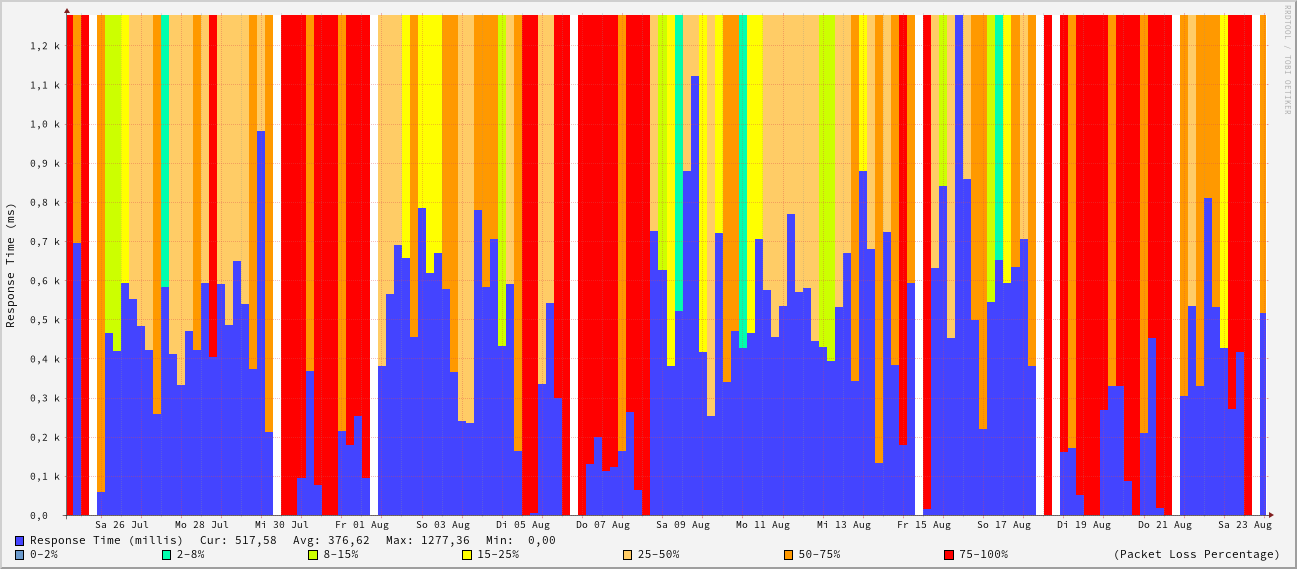 RRDTOOL / TOBI OETIKER
Response Time (ms)
1,2 k
1,1 k
1,0 k
0,9 k
0,8 k
0,7 k
0,6 k
0,5 k
0,4 k
0,3 k
0,2 k
0,1 k
0,0
Sa 26 Jul Mo 28 Jul Mi 30 Jul Fr 01 Aug So 03 Aug Di 05 Aug Do 07 Aug Sa 09 Aug Mo 11 Aug Mi 13 Aug Fr 15 Aug So 17 Aug Di 19 Aug Do 21 Aug Sa 23 Aug
Response Time (millis) Cur: 517,58 Avg: 376,62 Max: 1277,36 Min: 0,00
0-2% 2-8% 8-15% 15-25% 25-50% 50-75% 75-100% (Packet Loss Percentage)